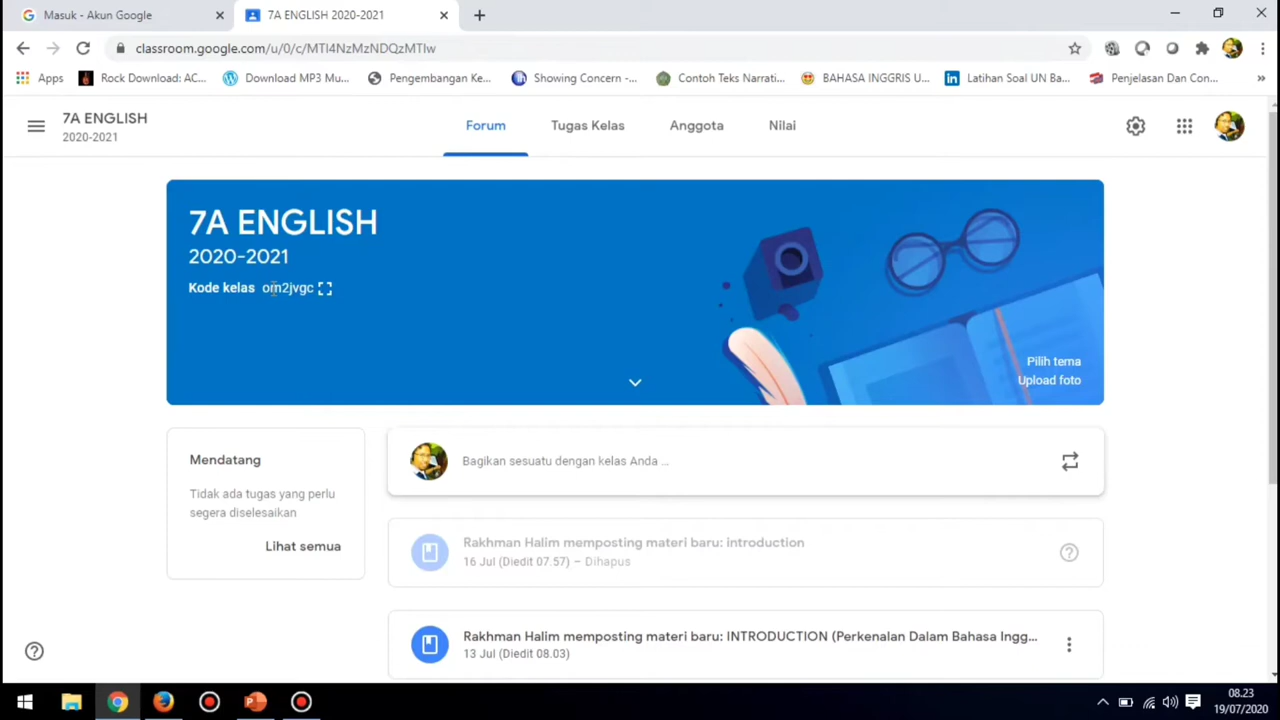 Masuk - Akun Google
7A ENGLISH 2020-2021
classroom.google.com/u/0/c/MTI4NzMzNDQzMTIw
Apps
Rock Download: AC...
Download MP3 Mu...
Pengembangan Ke...
Showing Concern -...
Contoh Teks Narrati...
BAHASA INGGRIS U...
Latihan Soal UN Ba...
Penjelasan Dan Con...
7A ENGLISH
2020-2021
Forum
Tugas Kelas
Anggota
Nilai
7A ENGLISH
2020-2021
Kode kelas
Pilih tema
Upload foto
Mendatang
Tidak ada tugas yang perlu
segera diselesaikan
Lihat semua
Bagikan sesuatu dengan kelas Anda ...
Rakhman Halim memposting materi baru: introduction
16 Jul (Diedit 07.57) – Dihapus
Rakhman Halim memposting materi baru: INTRODUCTION (Perkenalan Dalam Bahasa Ingg...
13 Jul (Diedit 08.03)
08.23
19/07/2020